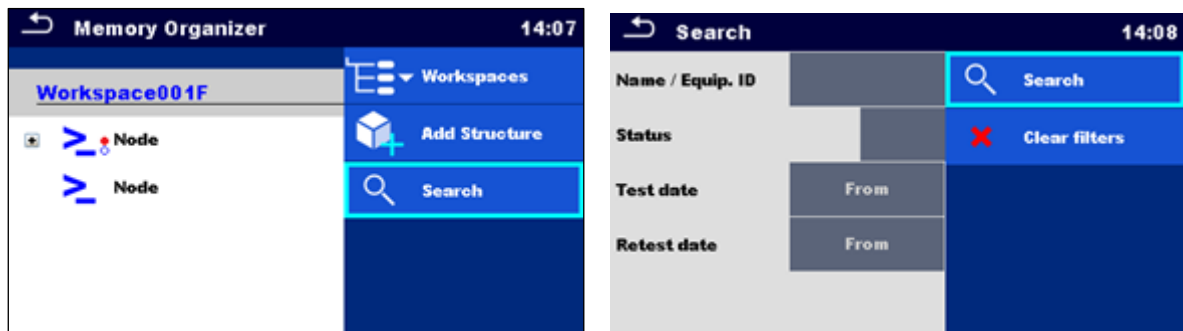 Memory Organizer 14:07
Workspace001F
Workspaces
Node
Add Structure
Node
Search
Search 14:08
Name / Equip. ID
Search
Status
Clear filters
Test date From
Retest date From